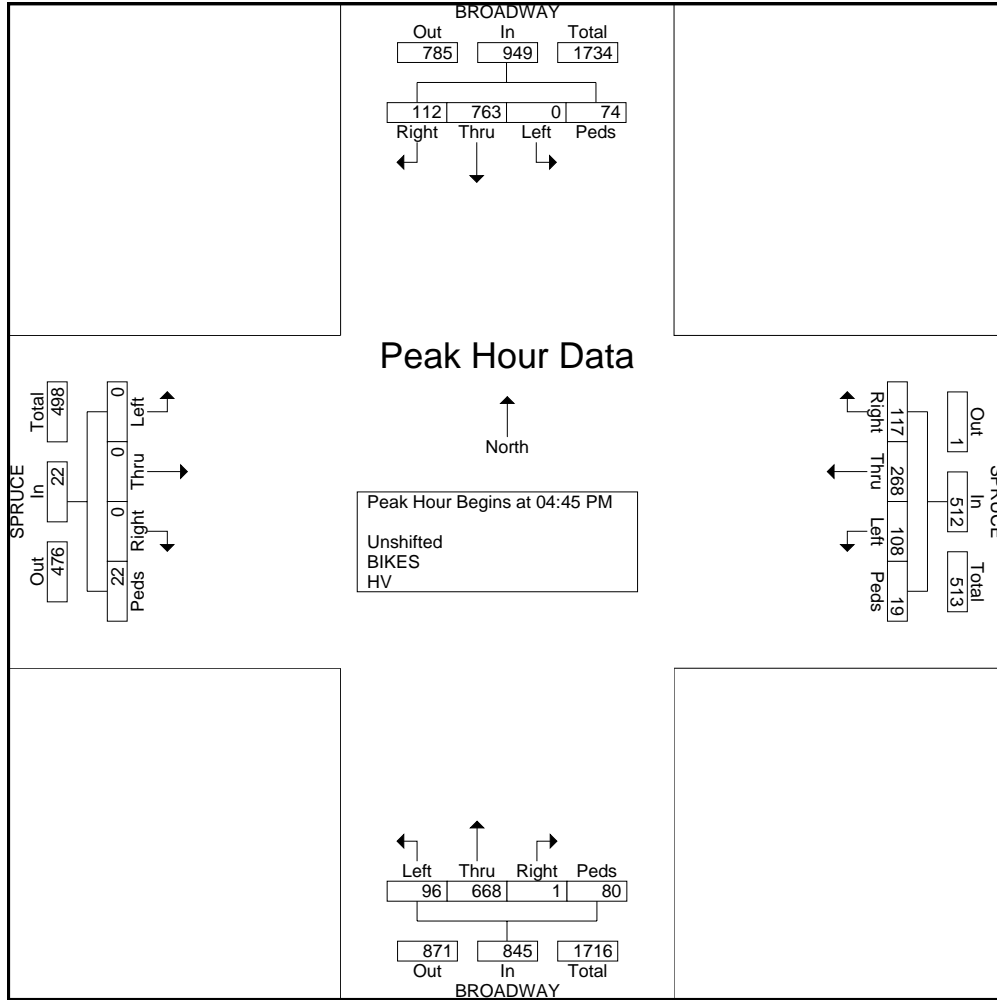 BROADWAY
Out In Total
785 949 1734
112 763 0 74
Right Thru Left Peds
Peak Hour Data
North
Peak Hour Begins at 04:45 PM
Unshifted
BIKES
HV
SPRUCE
Total In Out
498 22 476
0 0 0 22
Left Thru Right Peds
Right Thru Left Peds
117 268 108 19
Out In Total
1 512 513
SPRUCE
Left Thru Right Peds
96 668 1 80
871 845 1716
Out In Total
BROADWAY